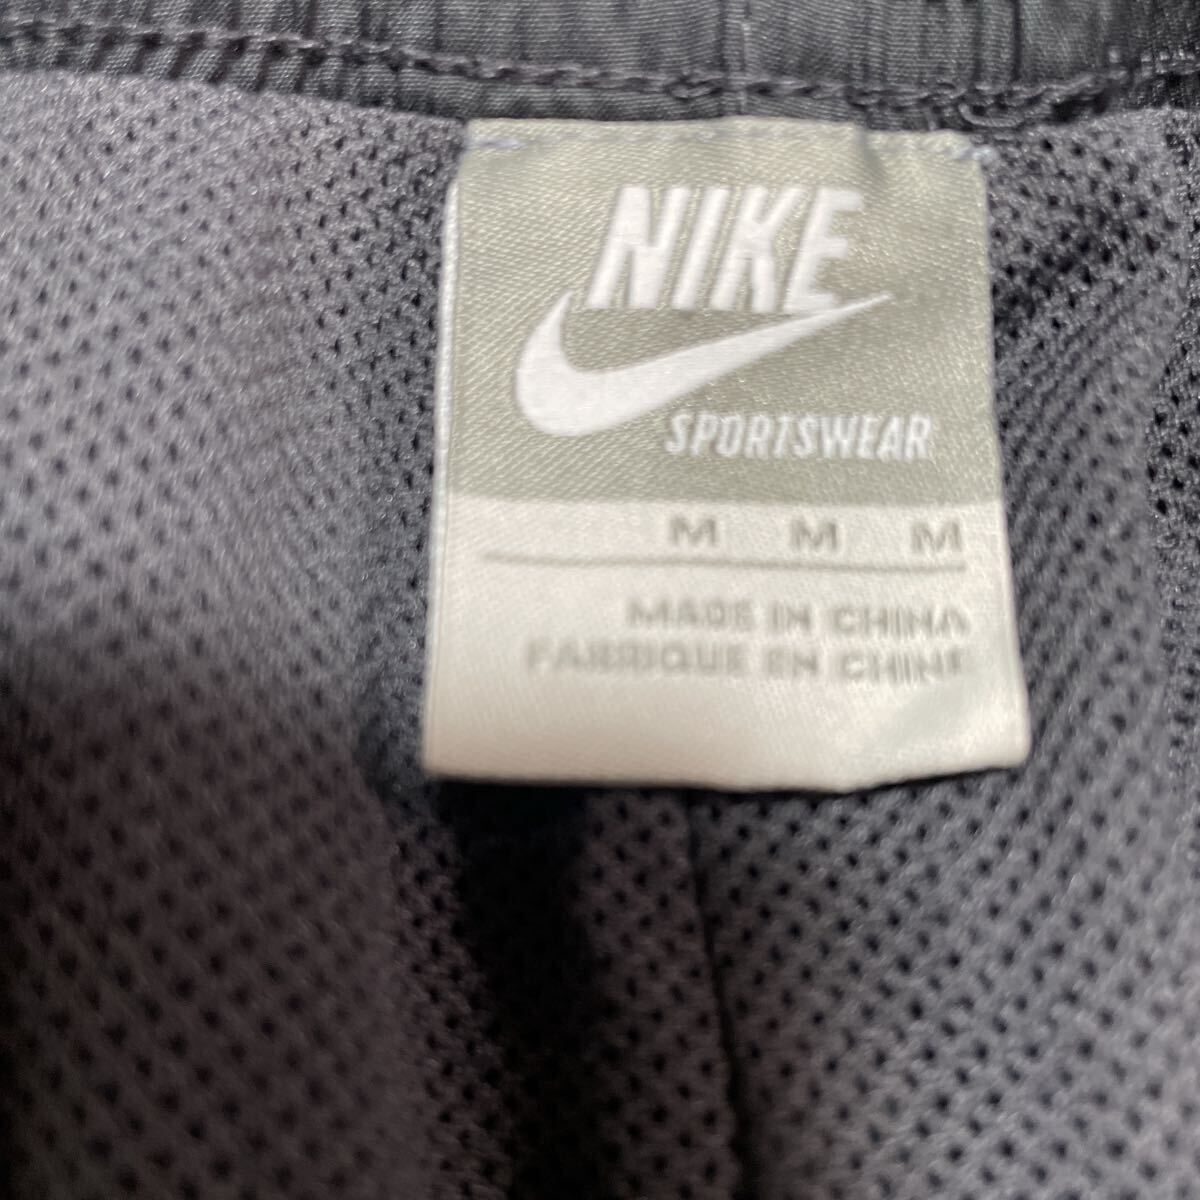 NIKE
SPORTSWEAR
M M M
MADE IN CHINA
FABRIQUE EN CHINE